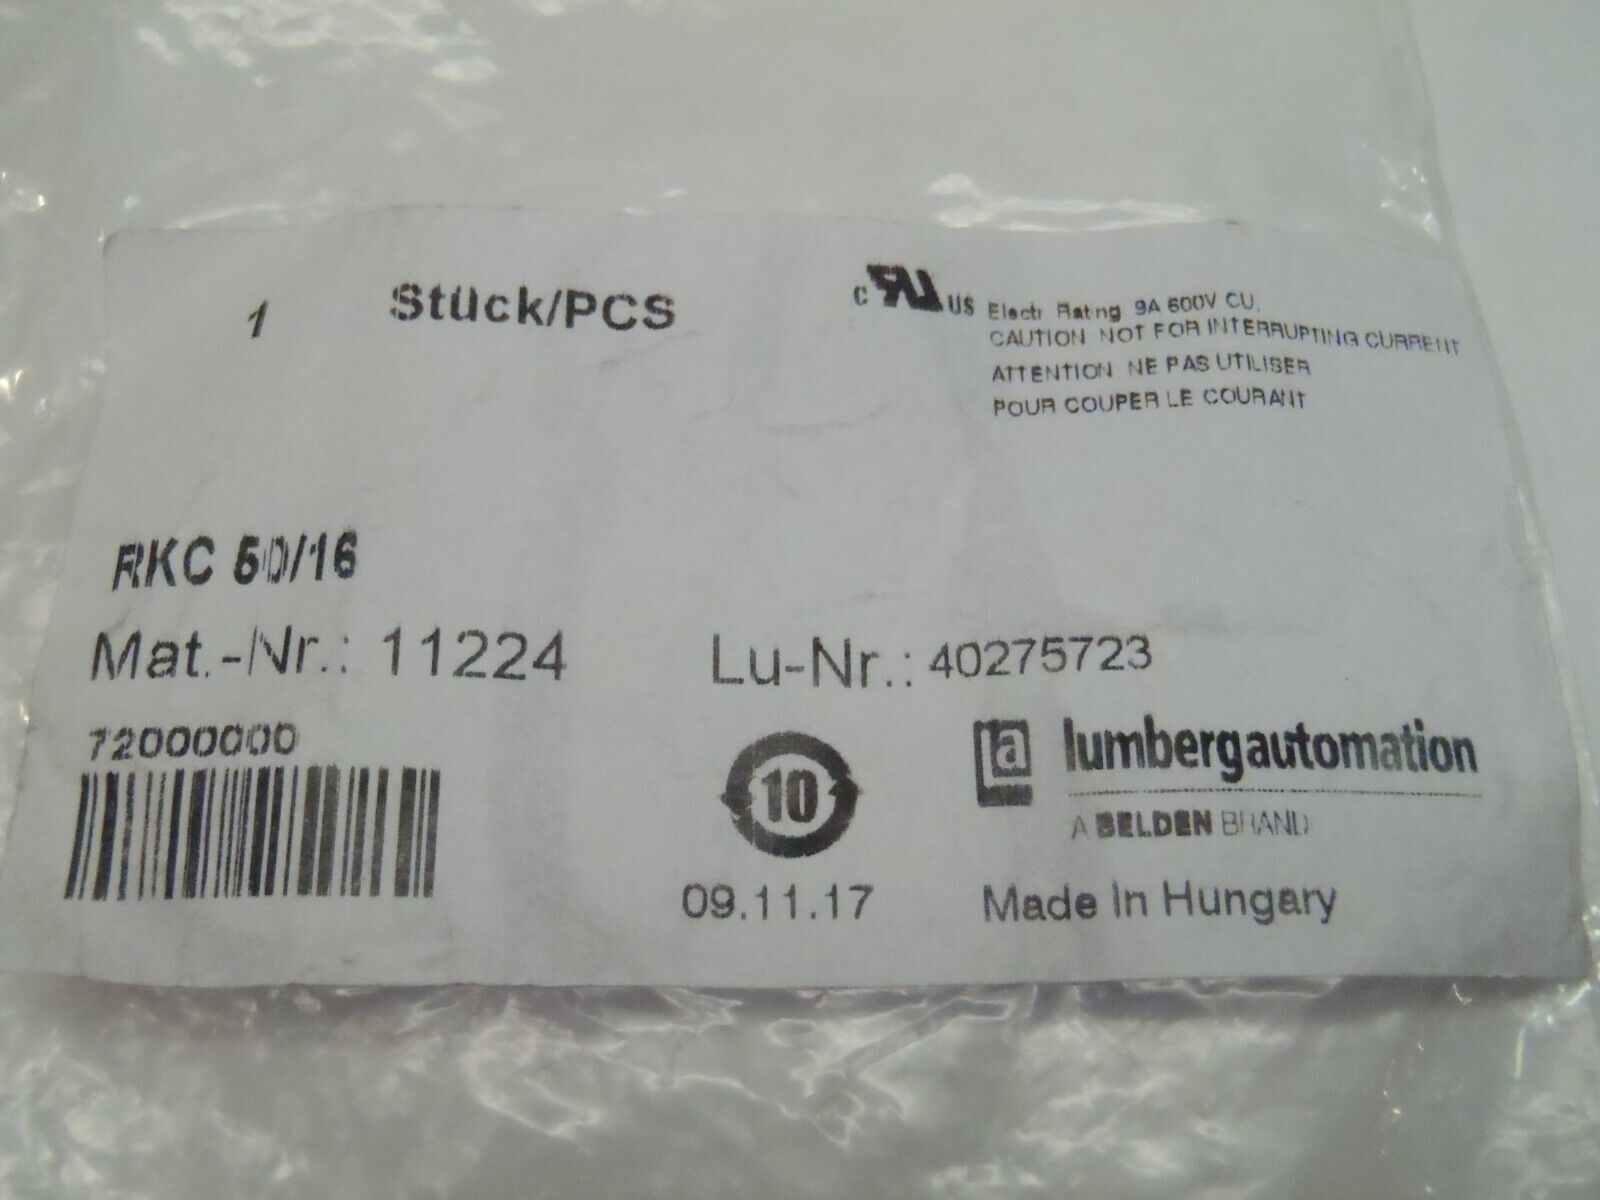 1 Stück/PCS
c RU US Electr. Rating 9A 600V CU,
CAUTION NOT FOR INTERRUPTING CURRENT
ATTENTION NE PAS UTILISER
POUR COUPER LE COURANT
RKC 50/16
Mat.-Nr.: 11224 Lu-Nr.: 40275723
72000000
10
la lumbergautomation
A BELDEN BRAND
09.11.17 Made In Hungary